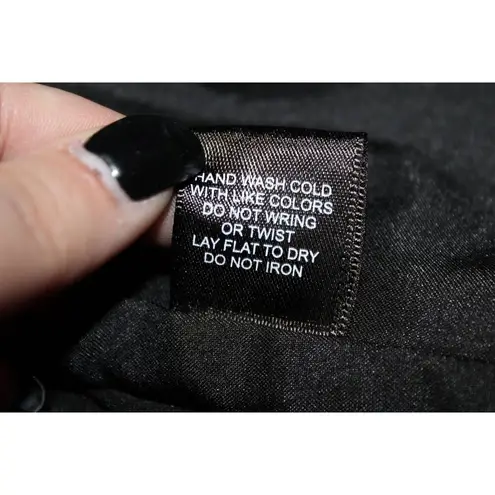 HAND WASH COLD
WITH LIKE COLORS
DO NOT WRING
OR TWIST
LAY FLAT TO DRY
DO NOT IRON